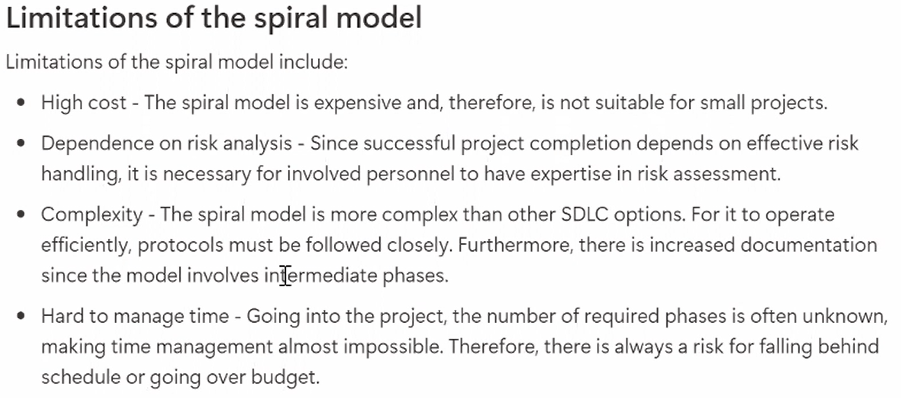 Limitations of the spiral model
Limitations of the spiral model include:
• High cost - The spiral model is expensive and, therefore, is not suitable for small projects.
• Dependence on risk analysis - Since successful project completion depends on effective risk
handling, it is necessary for involved personnel to have expertise in risk assessment.
• Complexity - The spiral model is more complex than other SDLC options. For it to operate
efficiently, protocols must be followed closely. Furthermore, there is increased documentation
since the model involves intermediate phases.
• Hard to manage time - Going into the project, the number of required phases is often unknown,
making time management almost impossible. Therefore, there is always a risk for falling behind
schedule or going over budget.